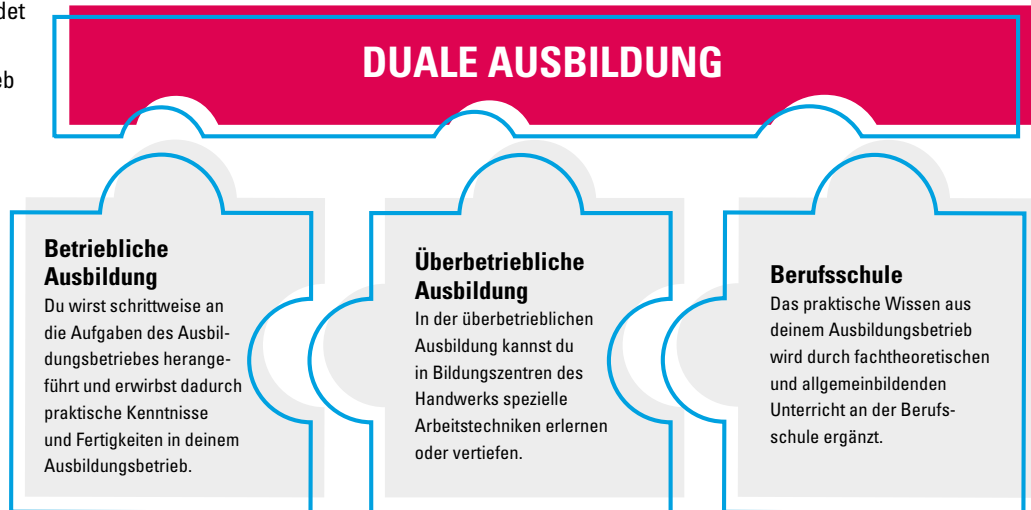 DUALE AUSBILDUNG
Betriebliche
Ausbildung
Du wirst schrittweise an
die Aufgaben des Ausbil-
dungsbetriebes herange-
führt und erwirbst dadurch
praktische Kenntnisse
und Fertigkeiten in deinem
Ausbildungsbetrieb.
Überbetriebliche
Ausbildung
In der überbetrieblichen
Ausbildung kannst du
in Bildungszentren des
Handwerks spezielle
Arbeitstechniken erlernen
oder vertiefen.
Berufsschule
Das praktische Wissen aus
deinem Ausbildungsbetrieb
wird durch fachtheoretischen
und allgemeinbildenden
Unterricht an der Berufs-
schule ergänzt.